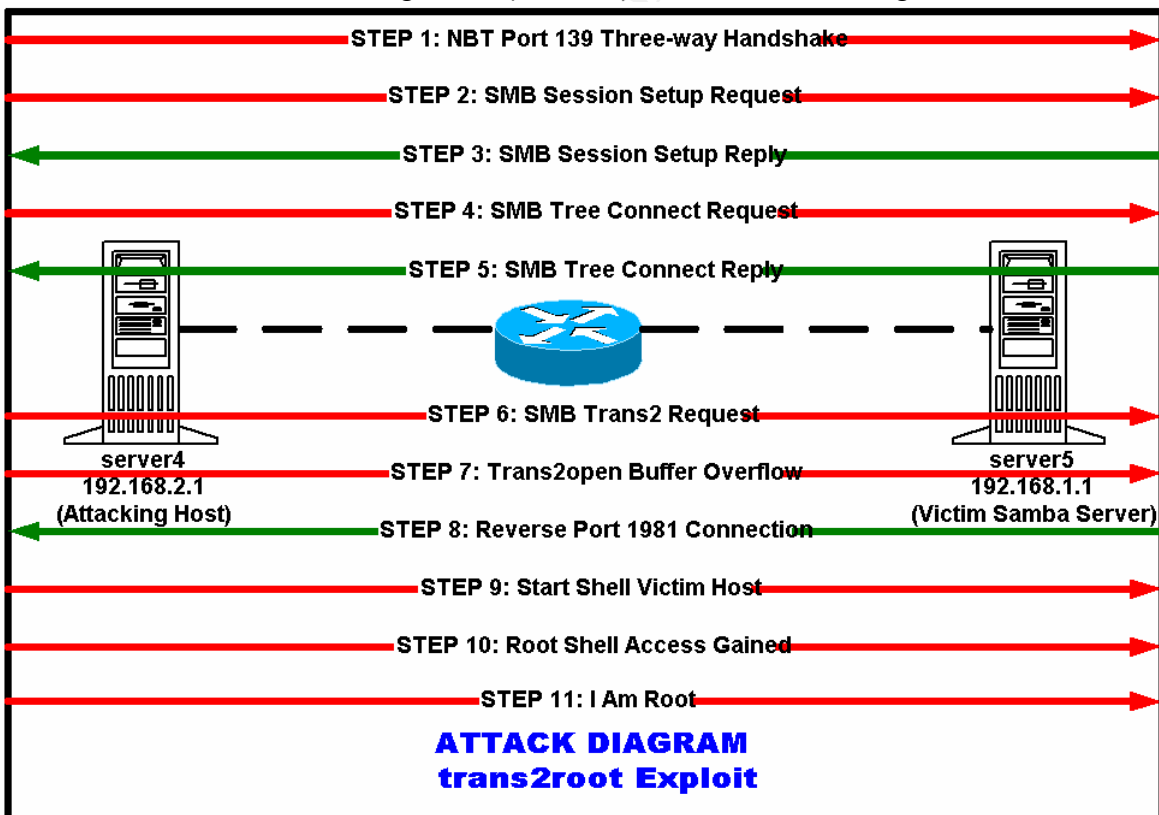 STEP 1: NBT Port 139 Three-way Handshake
STEP 2: SMB Session Setup Request
STEP 3: SMB Session Setup Reply
STEP 4: SMB Tree Connect Request
STEP 5: SMB Tree Connect Reply
STEP 6: SMB Trans2 Request
server4
192.168.2.1
(Attacking Host)
server5
192.168.1.1
(Victim Samba Server)
STEP 7: Trans2open Buffer Overflow
STEP 8: Reverse Port 1981 Connection
STEP 9: Start Shell Victim Host
STEP 10: Root Shell Access Gained
STEP 11: I Am Root
ATTACK DIAGRAM
trans2root Exploit